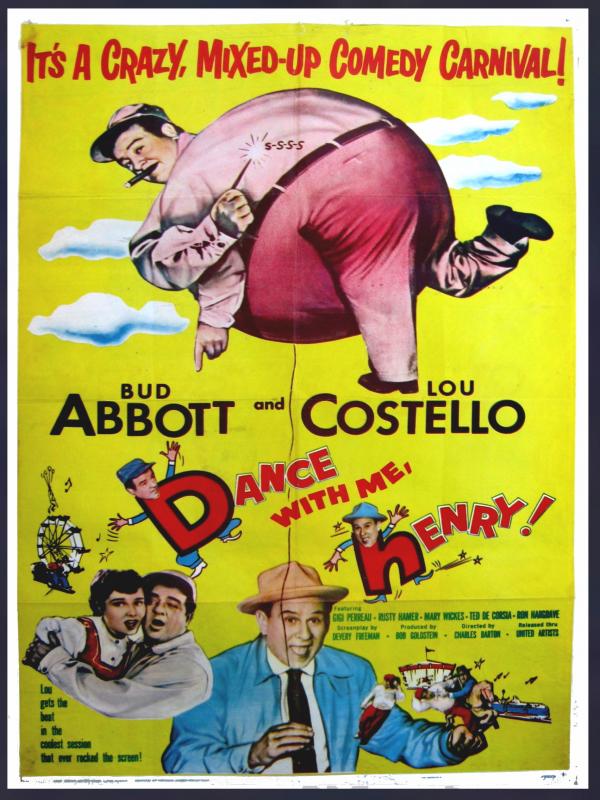 IT'S A CRAZY, MIXED-UP COMEDY CARNIVAL!
S-S-S-S
BUD ABBOTT and LOU COSTELLO
DANCE
WITH ME,
HENRY!
Featuring
GIGI PERREAU • RUSTY HAMER • MARY WICKES • TED DE CORSIA • RON HARGRAVE
Screenplay by Produced by Directed by Released thru
DEVERY FREEMAN • BOB GOLDSTEIN • CHARLES BARTON • UNITED ARTISTS
Lou
gets the
beat
in the
coolest session
that ever rocked the screen!